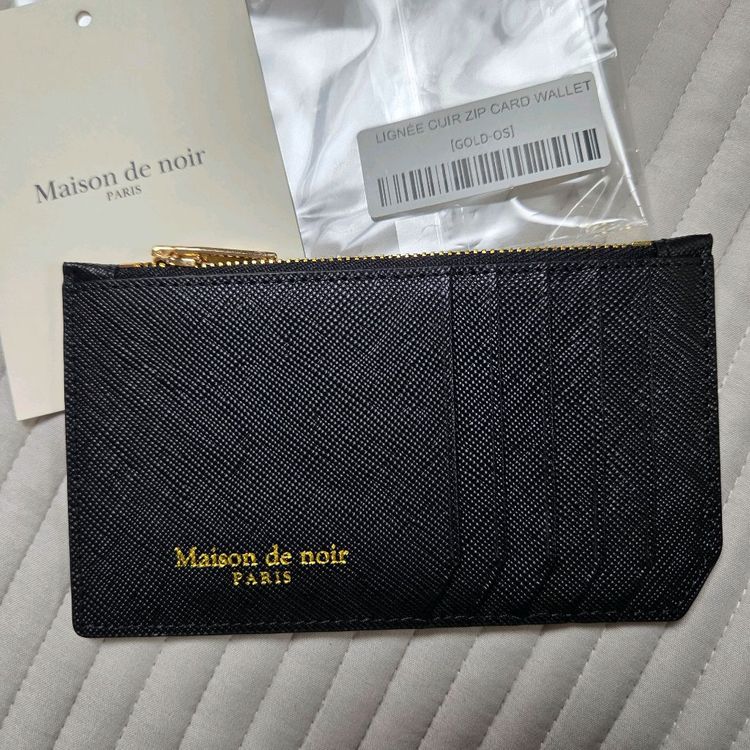 Maison de noir
PARIS
LIGNÉE CUIR ZIP CARD WALLET
[GOLD-OS]
Maison de noir
PARIS